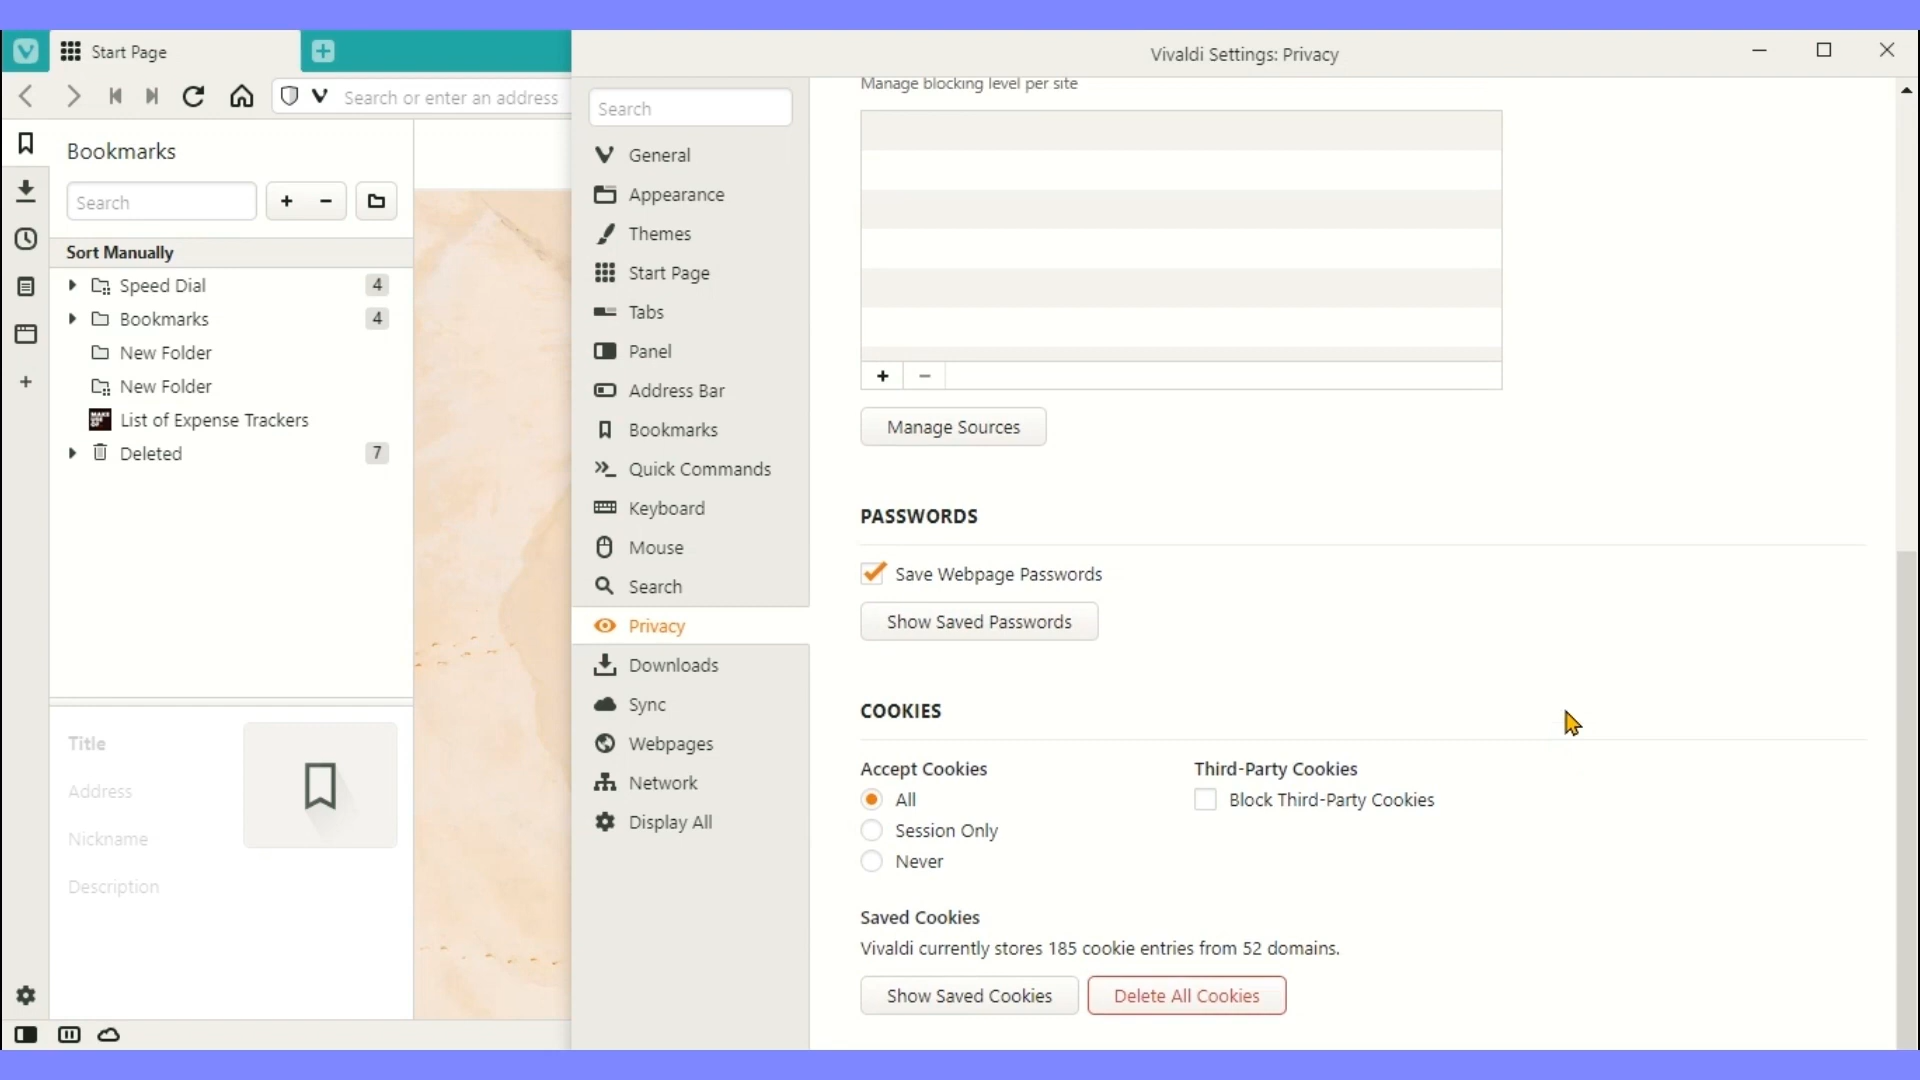 Start Page
Vivaldi Settings: Privacy
Search or enter an address
Bookmarks
Search
Sort Manually
Speed Dial 4
Bookmarks 4
New Folder
New Folder
List of Expense Trackers
Deleted 7
Title
Address
Nickname
Description
Search
General
Appearance
Themes
Start Page
Tabs
Panel
Address Bar
Bookmarks
Quick Commands
Keyboard
Mouse
Search
Privacy
Downloads
Sync
Webpages
Network
Display All
Manage blocking level per site
Manage Sources
PASSWORDS
Save Webpage Passwords
Show Saved Passwords
COOKIES
Accept Cookies
All
Session Only
Never
Third-Party Cookies
Block Third-Party Cookies
Saved Cookies
Vivaldi currently stores 185 cookie entries from 52 domains.
Show Saved Cookies
Delete All Cookies